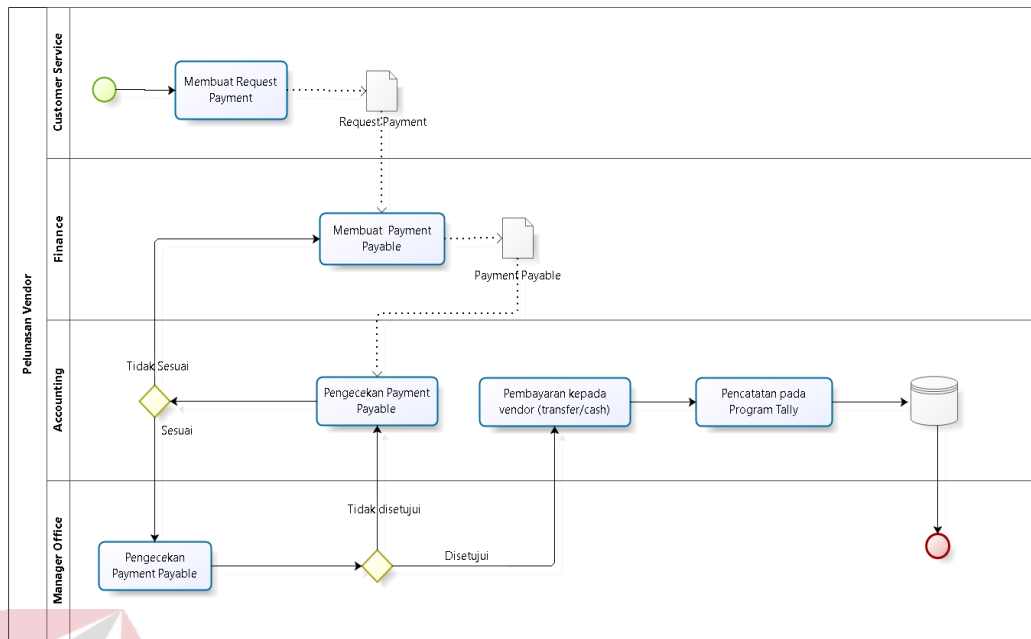 Pelunasan Vendor
Customer Service
Membuat Request
Payment
Request Payment
Finance
Membuat Payment
Payable
Payment Payable
Accounting
Tidak Sesuai
Sesuai
Pengecekan Payment
Payable
Pembayaran kepada
vendor (transfer/cash)
Pencatatan pada
Program Tally
Manager Office
Pengecekan
Payment Payable
Tidak disetujui
Disetujui